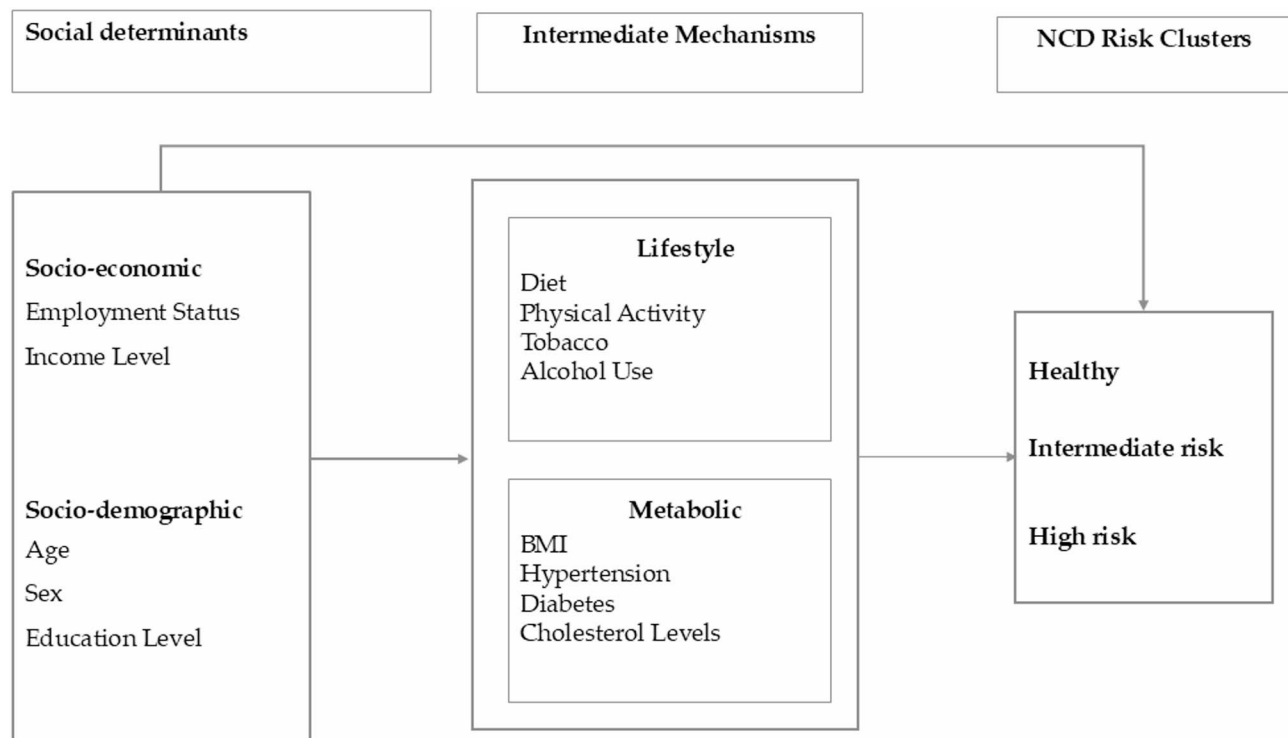 Social determinants
Intermediate Mechanisms
NCD Risk Clusters
Socio-economic
Employment Status
Income Level
Socio-demographic
Age
Sex
Education Level
Lifestyle
Diet
Physical Activity
Tobacco
Alcohol Use
Metabolic
BMI
Hypertension
Diabetes
Cholesterol Levels
Healthy
Intermediate risk
High risk